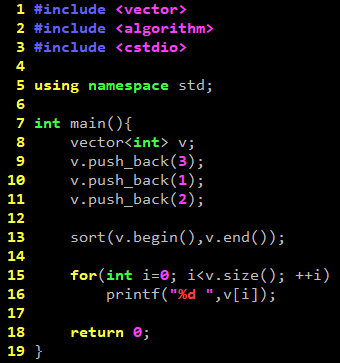 1 #include <vector>
2 #include <algorithm>
3 #include <cstdio>
4
5 using namespace std;
6
7 int main(){
8     vector<int> v;
9     v.push_back(3);
10     v.push_back(1);
11     v.push_back(2);
12
13     sort(v.begin(),v.end());
14
15     for(int i=0; i<v.size(); ++i)
16         printf("%d ",v[i]);
17
18     return 0;
19 }